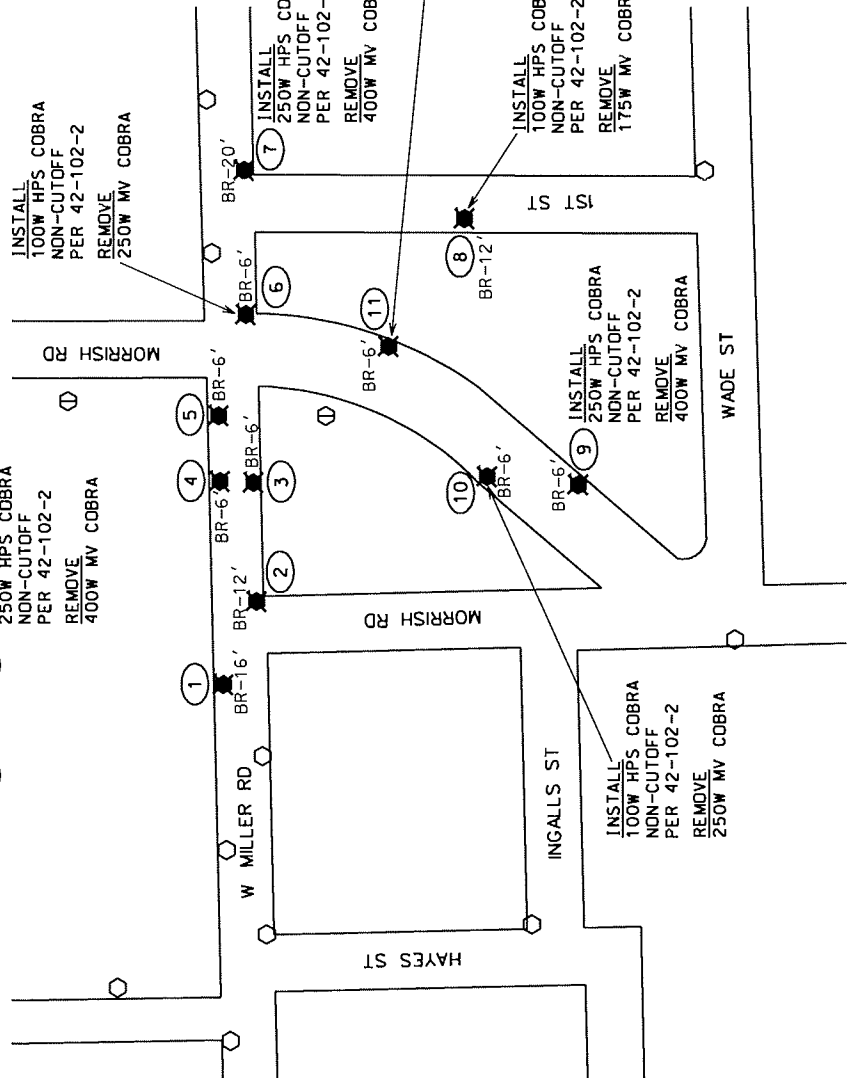 INSTALL
100W HPS COBRA
NON-CUTOFF
PER 42-102-2
REMOVE
250W MV COBRA
INSTALL
250W HPS
NON-CUTOFF
PER 42-102-
REMOVE
400W MV
INSTALL
100W HPS
NON-CUTOFF
PER 42-102-2
REMOVE
175W MV
250W HPS COBRA
NON-CUTOFF
PER 42-102-2
REMOVE
400W MV COBRA
INSTALL
250W HPS COBRA
NON-CUTOFF
PER 42-102-2
REMOVE
400W MV COBRA
INSTALL
100W HPS COBRA
NON-CUTOFF
PER 42-102-2
REMOVE
250W MV COBRA
MORRISH RD
W MILLER RD
MORRISH RD
HAYES ST
INGALLS ST
WADE ST
1ST ST
1
BR-16'
2
BR-12'
3
BR-6'
4
BR-6'
5
BR-6'
6
BR-6'
7
BR-20'
8
BR-12'
9
BR-6'
10
BR-6'
11
BR-6'